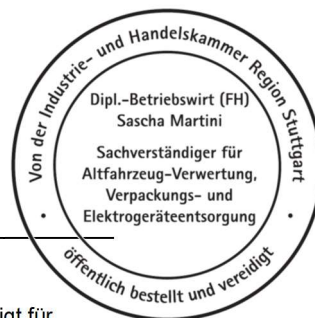 Von der Industrie- und Handelskammer Region Stuttgart
Dipl.-Betriebswirt (FH)
Sascha Martini
Sachverständiger für
Altfahrzeug-Verwertung,
Verpackungs- und
Elektrogeräteentsorgung
öffentlich bestellt und vereidigt
für